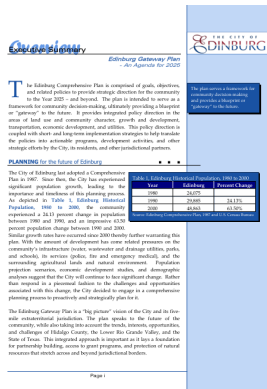 Overview
Executive Summary
THE CITY OF
EDINBURG
Edinburg Gateway Plan
- An Agenda for 2025
The Edinburg Comprehensive Plan is comprised of goals, objectives,
and related policies to provide strategic direction for the community
to the Year 2025 – and beyond. The plan is intended to serve as a
framework for community decision-making, ultimately providing a blueprint to
"gateway" to the future. It provides integrated policy direction in the
areas of land use and community character; growth and development,
transportation, economic development, and utilities. This policy direction is
coupled with short- and long-term implementation strategies to help translate
the policies into actionable programs, development activities, and other
strategic efforts by the City, its residents, and other jurisdictional partners.
The plan serves a framework for
community decision-making
and provides a blueprint to
"gateway" to the future.
PLANNING for the future of Edinburg
The City of Edinburg last adopted a Comprehensive
Plan in 1987. Since then, the City has experienced
significant population growth, leading to the
importance and timeliness of this planning process.
As depicted in Table 1, Edinburg Historical
Population, 1980 to 2000, the community
experienced a 24.13 percent change in population
between 1980 and 1990, and an impressive 63.50
percent population change between 1990 and 2000.
Similar growth rates have occurred since 2000 thereby further warranting this
plan. With the amount of development has come related pressures on the
community's infrastructure (water, wastewater and drainage utilities, parks,
and schools), its services (police, fire and emergency medical), and the
surrounding agricultural lands and natural environment. Population
projection scenarios, economic development studies, and demographic
analyses suggest that the City will continue to face significant change. Rather
than respond in a piecemeal fashion to the challenges and opportunities
associated with this change, the City decided to engage in a comprehensive
planning process to proactively and strategically plan for it.
Table 1, Edinburg Historical Population, 1980 to 2000
Year Edinburg Percent Change
1980 24,075
1990 29,885 24.13%
2000 48,863 63.50%
Source: Edinburg Comprehensive Plan, 1987 and U.S. Census Bureau
The Edinburg Gateway Plan is a "big picture" vision of the City and its five-
mile extraterritorial jurisdiction. The plan speaks to the future of the
community, while also taking into account the trends, interests, opportunities,
and challenges of Hidalgo County, the Lower Rio Grande Valley, and the
State of Texas. This integrated approach is important as it lays a foundation
for partnership building, access to grant programs, and protection of natural
resources that stretch across and beyond jurisdictional borders.
Page i